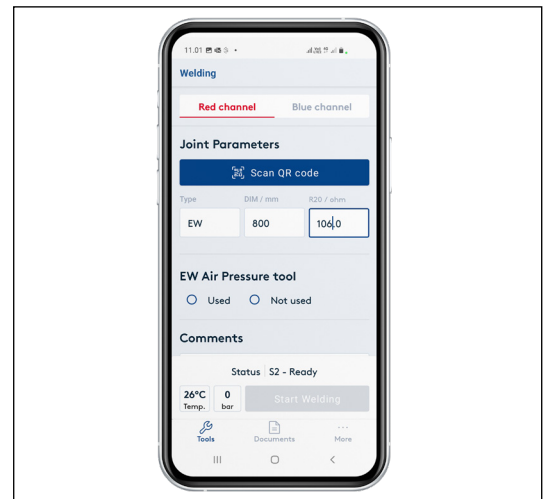 11.01
Welding
Red channel Blue channel
Joint Parameters
Scan QR code
Type DIM / mm R20 / ohm
EW 800 106.0
EW Air Pressure tool
Used Not used
Comments
Status S2 - Ready
26°C 0 Start Welding
Temp. bar
Tools Documents More